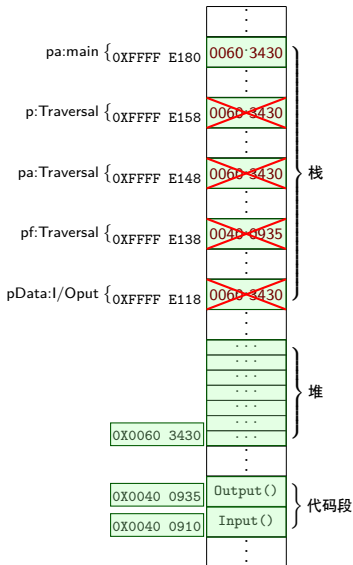 pa:main { 0XFFFF E180 0060 3430
p:Traversal { 0XFFFF E158 0060 3430
pa:Traversal { 0XFFFF E148 0060 3430
栈
pf:Traversal { 0XFFFF E138 0040 0935
pData:I/Oput { 0XFFFF E118 0060 3430
...
...
...
...
堆
...
...
0X0060 3430 ...
0X0040 0935 Output()
代码段
0X0040 0910 Input()